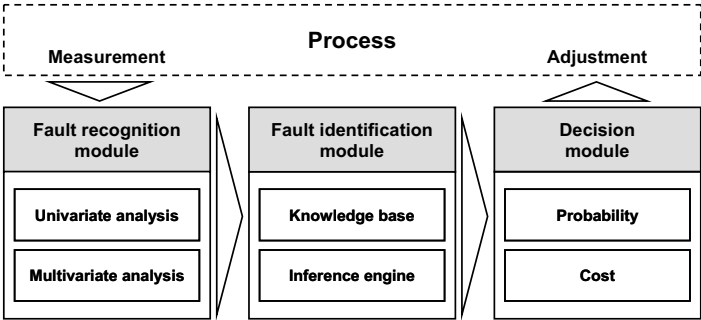 Process
Measurement
Adjustment
Fault recognition
module
Fault identification
module
Decision
module
Univariate analysis
Knowledge base
Probability
Multivariate analysis
Inference engine
Cost